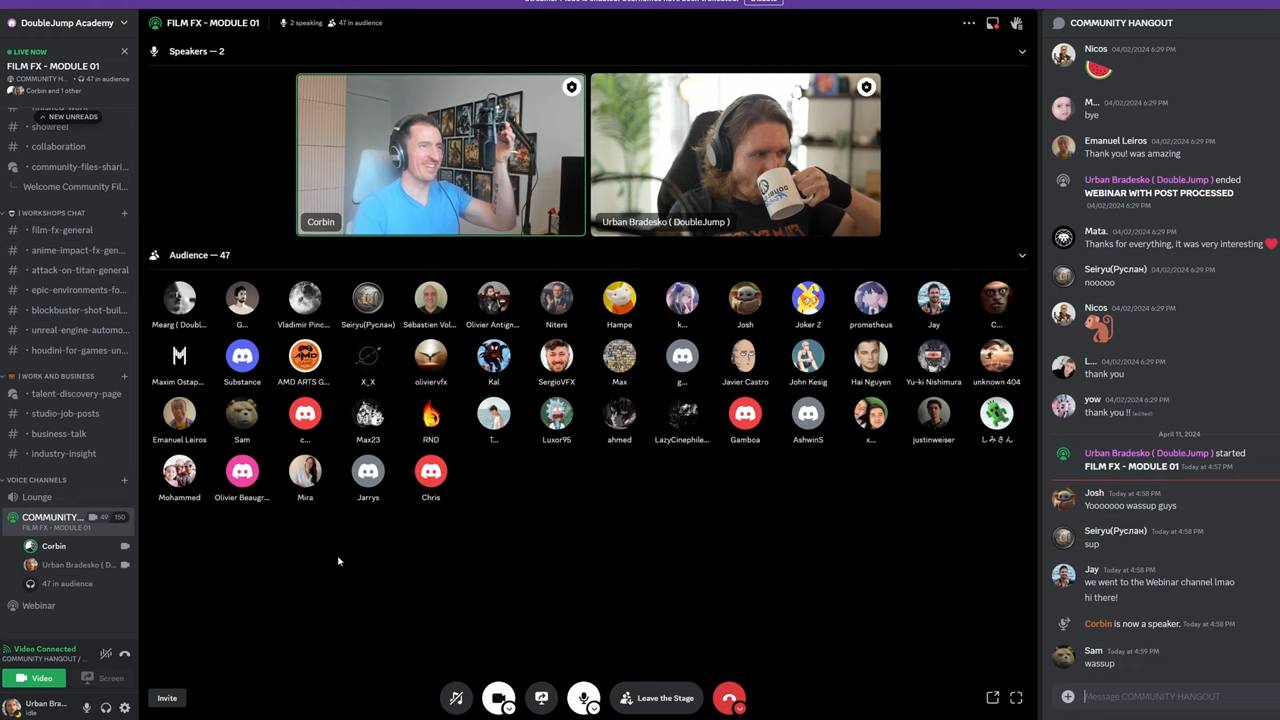 DoubleJump Academy
LIVE NOW
FILM FX - MODULE 01
COMMUNITY H... 47 in audience
Corbin and 1 other
NEW UNREADS
showreel
collaboration
community-files-shari...
Welcome Community Fil...
| WORKSHOPS CHAT
film-fx-general
anime-impact-fx-gen...
attack-on-titan-general
epic-environments-fo...
blockbuster-shot-buil...
unreal-engine-automo...
houdini-for-games-un...
| WORK AND BUSINESS
talent-discovery-page
studio-job-posts
business-talk
industry-insight
VOICE CHANNELS
Lounge
COMMUNITY... 49 150
FILM FX - MODULE 01
Corbin
Urban Bradesko ( D...
47 in audience
Webinar
Video Connected
COMMUNITY HANGOUT / ...
Video
Screen
Urban Bra...
Idle
FILM FX - MODULE 01 2 speaking 47 in audience
Speakers — 2
Corbin
Urban Bradesko ( DoubleJump )
Audience — 47
Mearg ( Doubl... G... Vladimir Pinc... Seiryu(Руслан) Sébastien Vol... Olivier Antign... Niters Hampe k... Josh Joker Z prometheus Jay C...
Maxim Ostap... Substance AMD ARTS G... X_X oliviervfx Kal SergioVFX Max g... Javier Castro John Kesig Hai Nguyen Yu-ki Nishimura unknown 404
Emanuel Leiros Sam c... Max23 RND T... Luxor95 ahmed LazyCinephile... Gamboa AshwinS x... justinweiser しみさん
Mohammed Olivier Beaugr... Mira Jarrys Chris
Invite
Leave the Stage
COMMUNITY HANGOUT
Nicos 04/02/2024 6:29 PM
M... 04/02/2024 6:29 PM
bye
Emanuel Leiros 04/02/2024 6:29 PM
Thank you! was amazing
Urban Bradesko ( DoubleJump ) ended
WEBINAR WITH POST PROCESSED
04/02/2024 6:29 PM
Mata. 04/02/2024 6:29 PM
Thanks for everything, it was very interesting
Seiryu(Руслан) 04/02/2024 6:29 PM
nooooo
Nicos 04/02/2024 6:29 PM
L... 04/02/2024 6:29 PM
thank you
yow 04/02/2024 6:29 PM
thank you !! (edited)
April 11, 2024
Urban Bradesko ( DoubleJump ) started
FILM FX - MODULE 01 Today at 4:57 PM
Josh Today at 4:58 PM
Yooooooo wassup guys
Seiryu(Руслан) Today at 4:58 PM
sup
Jay Today at 4:58 PM
we went to the Webinar channel lmao
hi there!
Corbin is now a speaker. Today at 4:58 PM
Sam Today at 4:59 PM
wassup
Message COMMUNITY HANGOUT